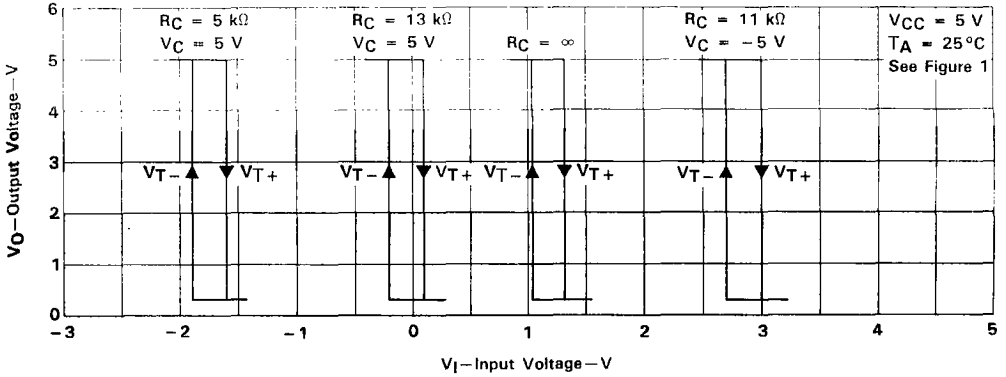 RC = 5 kΩ
VC = 5 V
RC = 13 kΩ
VC = 5 V
RC = ∞
RC = 11 kΩ
VC = −5 V
VCC = 5 V
TA = 25°C
See Figure 1
VO−Output Voltage−V
6
5
4
3
2
1
0
VT− VT+ VT− VT+ VT− VT+ VT− VT+
−3 −2 −1 0 1 2 3 4 5
VI−Input Voltage−V